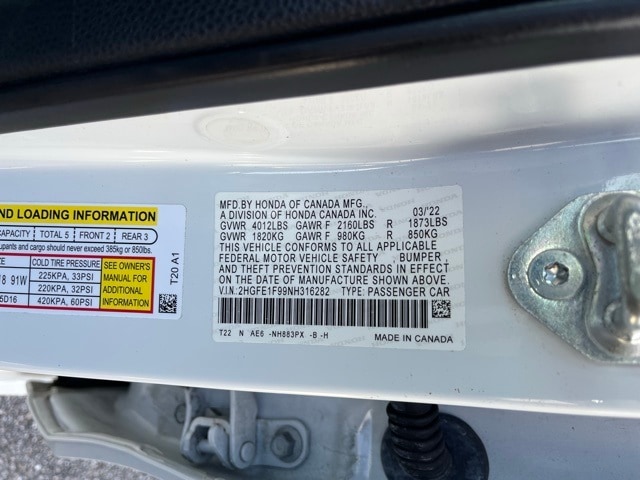 ND LOADING INFORMATION
CAPACITY TOTAL 5 FRONT 2 REAR 3
upants and cargo should never exceed 385kg or 850lbs.
COLD TIRE PRESSURE
18 91W 225KPA, 33PSI
220KPA, 32PSI
5D16 420KPA, 60PSI
SEE OWNER'S
MANUAL FOR
ADDITIONAL
INFORMATION
T20 A1
MFD.BY HONDA OF CANADA MFG., 03/'22
A DIVISION OF HONDA CANADA INC.
GVWR 4012LBS GAWR F 2160LBS R 1873LBS
GVWR 1820KG GAWR F 980KG R 850KG
THIS VEHICLE CONFORMS TO ALL APPLICABLE
FEDERAL MOTOR VEHICLE SAFETY , BUMPER,
AND THEFT PREVENTION STANDARDS IN EFFECT
ON THE DATE OF MANUFACTURE SHOWN ABOVE.
V.I.N.:2HGFE1F99NH316282 TYPE: PASSENGER CAR
T22 N AE6 -NH883PX -B -H
MADE IN CANADA